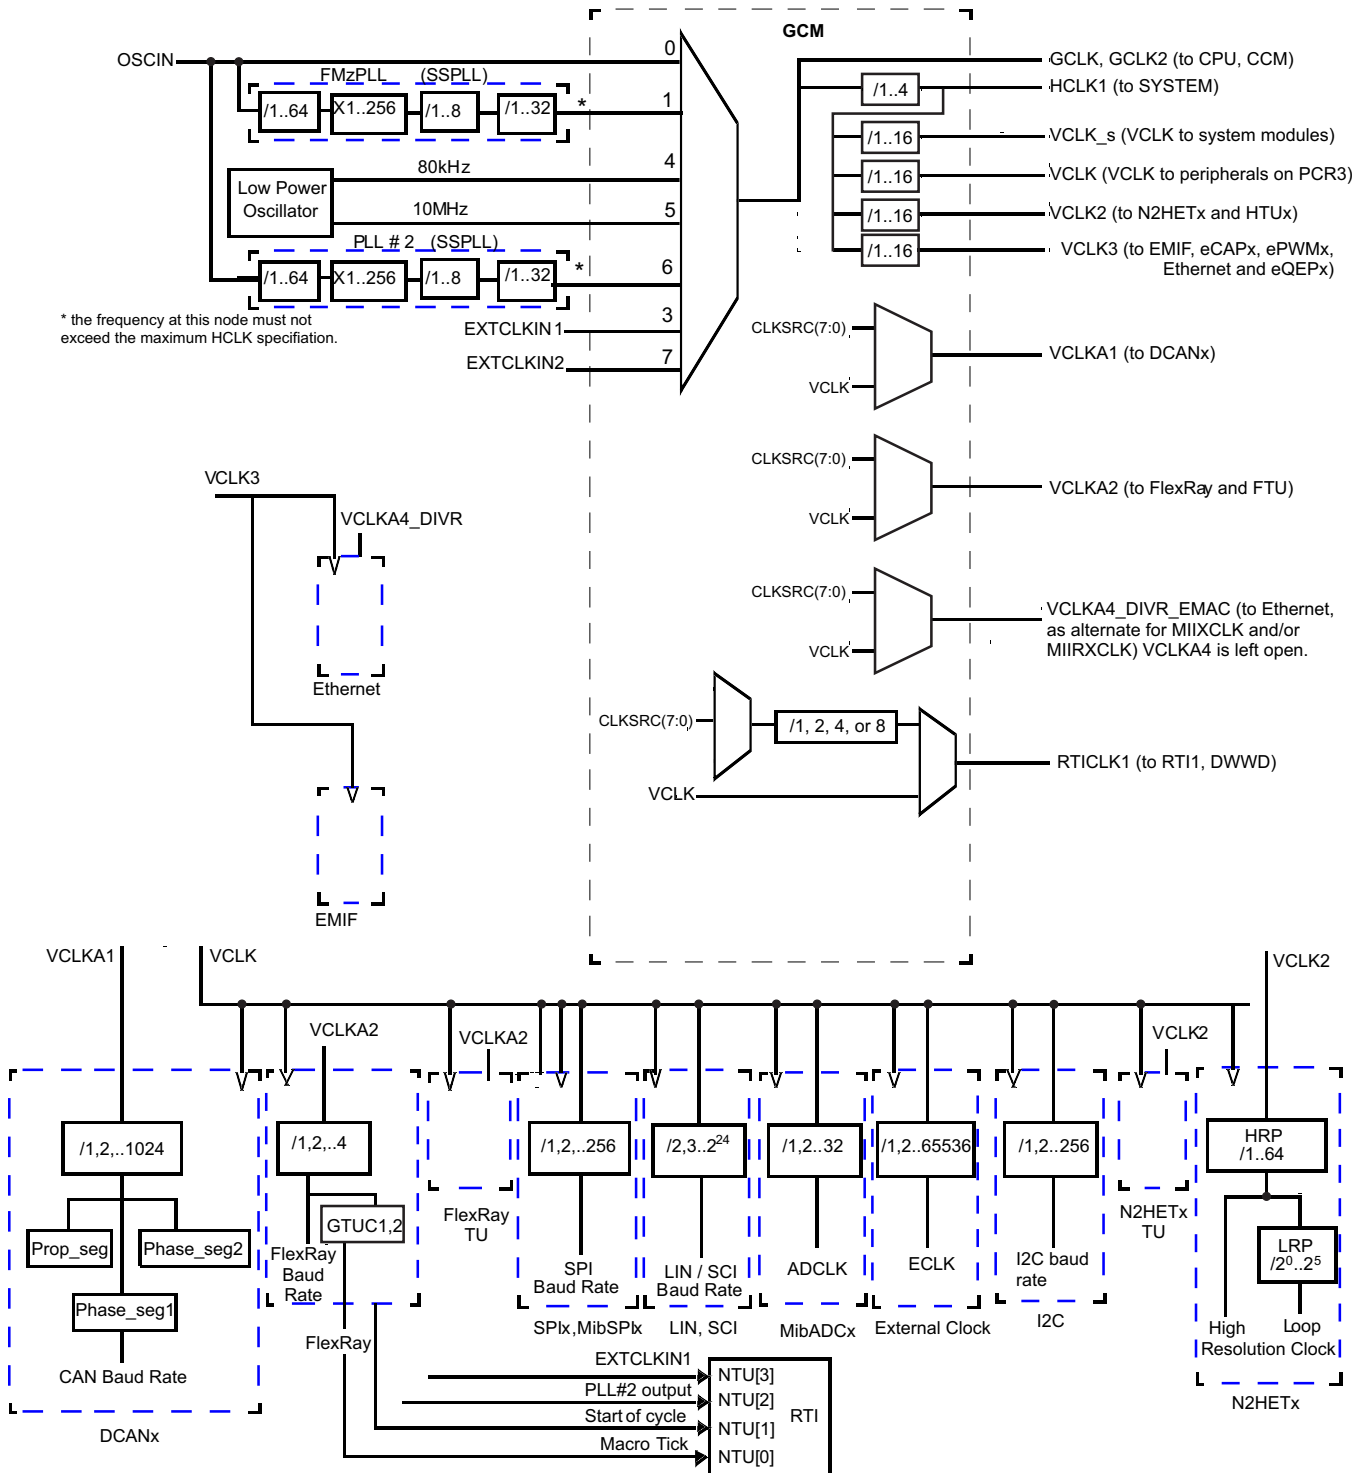 GCM
OSCIN
0
FMzPLL (SSPLL)
/1..64
X1..256
/1..8
/1..32
*
1
80kHz
4
Low Power
Oscillator
10MHz
5
PLL # 2 (SSPLL)
/1..64
X1..256
/1..8
/1..32
*
6
* the frequency at this node must not
exceed the maximum HCLK specifiation.
EXTCLKIN1
3
EXTCLKIN2
7
GCLK, GCLK2 (to CPU, CCM)
/1..4
HCLK1 (to SYSTEM)
/1..16
VCLK_s (VCLK to system modules)
/1..16
VCLK (VCLK to peripherals on PCR3)
/1..16
VCLK2 (to N2HETx and HTUx)
/1..16
VCLK3 (to EMIF, eCAPx, ePWMx,
Ethernet and eQEPx)
CLKSRC(7:0)
VCLK
VCLKA1 (to DCANx)
CLKSRC(7:0)
VCLK
VCLKA2 (to FlexRay and FTU)
CLKSRC(7:0)
VCLK
VCLKA4_DIVR_EMAC (to Ethernet,
as alternate for MIIXCLK and/or
MIIRXCLK) VCLKA4 is left open.
CLKSRC(7:0)
/1, 2, 4, or 8
VCLK
RTICLK1 (to RTI1, DWWD)
VCLK3
VCLKA4_DIVR
Ethernet
EMIF
VCLKA1
VCLK
VCLK2
VCLKA2
VCLKA2
VCLK2
/1,2,..1024
Prop_seg
Phase_seg2
Phase_seg1
CAN Baud Rate
DCANx
/1,2,..4
GTUC1,2
FlexRay
Baud
Rate
FlexRay
FlexRay
TU
/1,2..256
SPI
Baud Rate
SPIx,MibSPIx
/2,3..2²⁴
LIN / SCI
Baud Rate
LIN, SCI
/1,2..32
ADCLK
MibADCx
/1,2..65536
ECLK
External Clock
/1,2..256
I2C baud
rate
I2C
N2HETx
TU
HRP
/1..64
LRP
/2⁰..2⁵
High
Loop
Resolution Clock
N2HETx
EXTCLKIN1
NTU[3]
PLL#2 output
NTU[2]
Start of cycle
NTU[1]
Macro Tick
NTU[0]
RTI